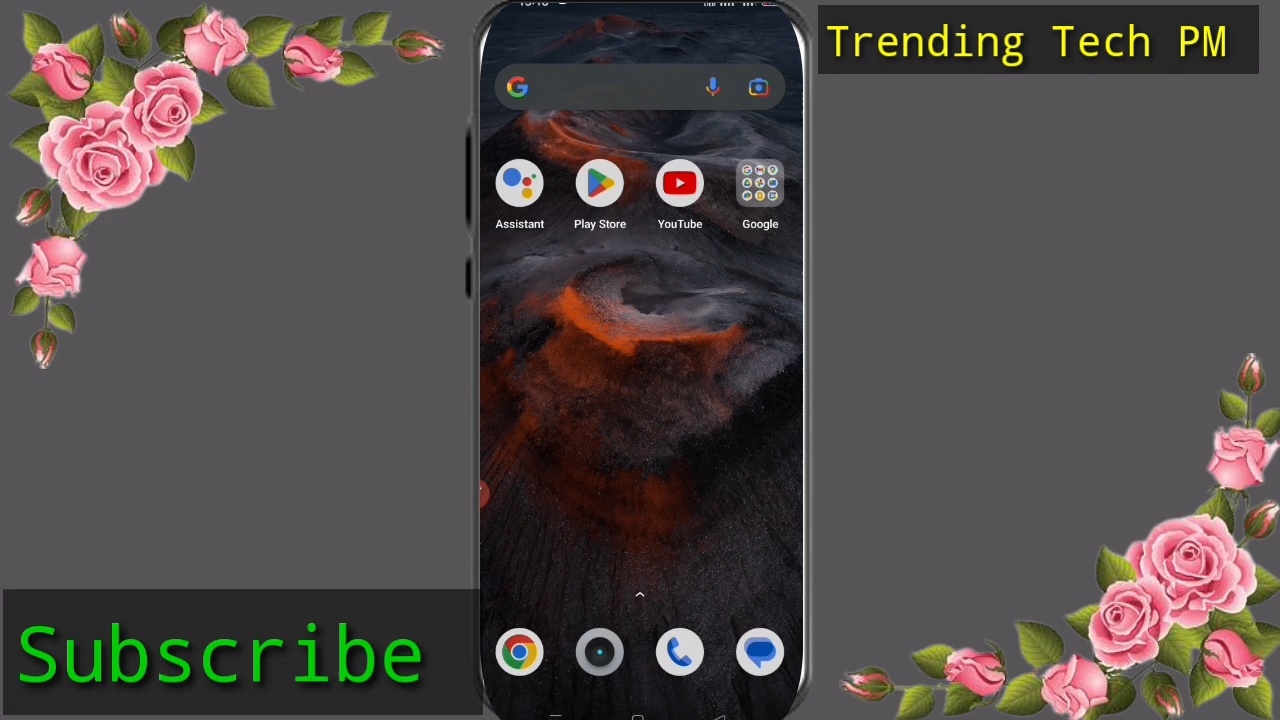 Trending Tech PM
Assistant
Play Store
YouTube
Google
Subscribe